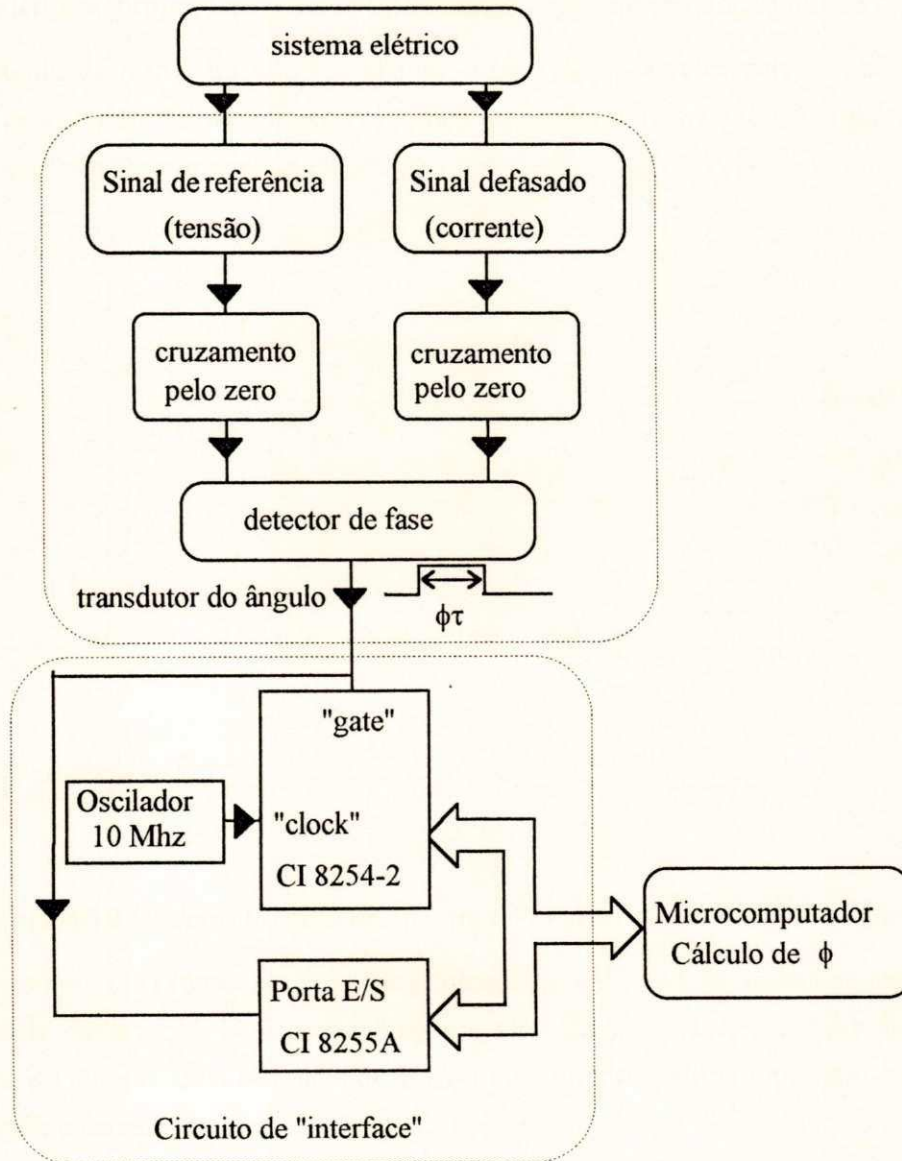 sistema elétrico
Sinal de referência
(tensão)
Sinal defasado
(corrente)
cruzamento
pelo zero
cruzamento
pelo zero
detector de fase
transdutor do ângulo
ϕτ
"gate"
Oscilador
10 Mhz
"clock"
CI 8254-2
Microcomputador
Cálculo de ϕ
Porta E/S
CI 8255A
Circuito de "interface"